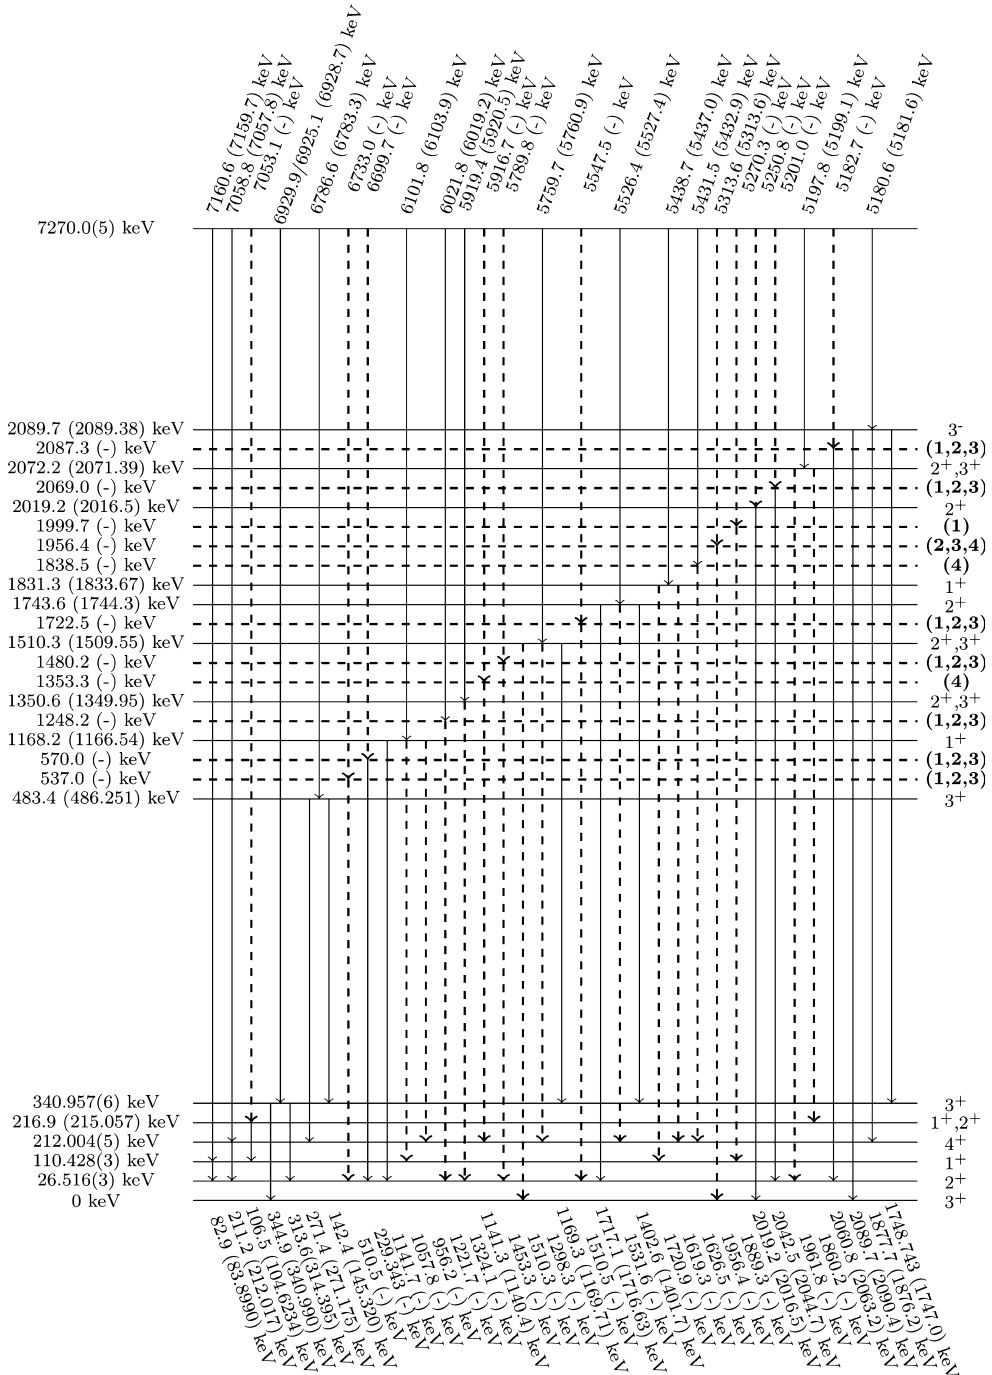 7160.6 (7159.7) keV
7058.8 (7057.8) keV
7053.1 (-) keV
6929.9/6925.1 (6928.7) keV
6786.6 (6783.3) keV
6733.0 (-) keV
6699.7 (-) keV
6101.8 (6103.9) keV
6021.8 (6019.2) keV
5919.4 (5920.5) keV
5916.7 (-) keV
5789.8 (-) keV
5759.7 (5760.9) keV
5547.5 (-) keV
5526.4 (5527.4) keV
5438.7 (5437.0) keV
5431.5 (5432.9) keV
5313.6 (5313.6) keV
5270.3 (-) keV
5250.8 (-) keV
5201.0 (-) keV
5197.8 (5199.1) keV
5182.7 (-) keV
5180.6 (5181.6) keV
7270.0(5) keV
2089.7 (2089.38) keV 3⁻
2087.3 (-) keV (1,2,3)
2072.2 (2071.39) keV 2⁺,3⁺
2069.0 (-) keV (1,2,3)
2019.2 (2016.5) keV 2⁺
1999.7 (-) keV (1)
1956.4 (-) keV (2,3,4)
1838.5 (-) keV (4)
1831.3 (1833.67) keV 1⁺
1743.6 (1744.3) keV 2⁺
1722.5 (-) keV (1,2,3)
1510.3 (1509.55) keV 2⁺,3⁺
1480.2 (-) keV (1,2,3)
1353.3 (-) keV (4)
1350.6 (1349.95) keV 2⁺,3⁺
1248.2 (-) keV (1,2,3)
1168.2 (1166.54) keV 1⁺
570.0 (-) keV (1,2,3)
537.0 (-) keV (1,2,3)
483.4 (486.251) keV 3⁺
340.957(6) keV 3⁺
216.9 (215.057) keV 1⁺,2⁺
212.004(5) keV 4⁺
110.428(3) keV 1⁺
26.516(3) keV 2⁺
0 keV 3⁺
82.9 (83.8990) keV
211.2 (212.017) keV
106.5 (104.6234) keV
344.9 (340.990) keV
313.6(314.395) keV
271.4 (271.175) keV
142.4 (145.320) keV
510.5 (-) keV
229.343 (-) keV
1141.7 (-) keV
1057.8 (-) keV
956.2 (-) keV
1221.7 (-) keV
1324.1 (-) keV
1141.3 (1140.4) keV
1453.3 (-) keV
1510.3 (-) keV
1298.3 (-) keV
1169.3 (1169.71) keV
1510.5 (-) keV
1717.1 (1716.63) keV
1531.6 (-) keV
1402.6 (1401.7) keV
1720.9 (-) keV
1619.3 (-) keV
1626.5 (-) keV
1956.4 (-) keV
1889.3 (-) keV
2019.2 (2016.5) keV
2042.5 (2044.7) keV
1961.8 (-) keV
1860.2 (-) keV
2060.8 (2063.2) keV
2089.7 (2090.4) keV
1877.7 (1876.2) keV
1748.743 (1747.0) keV